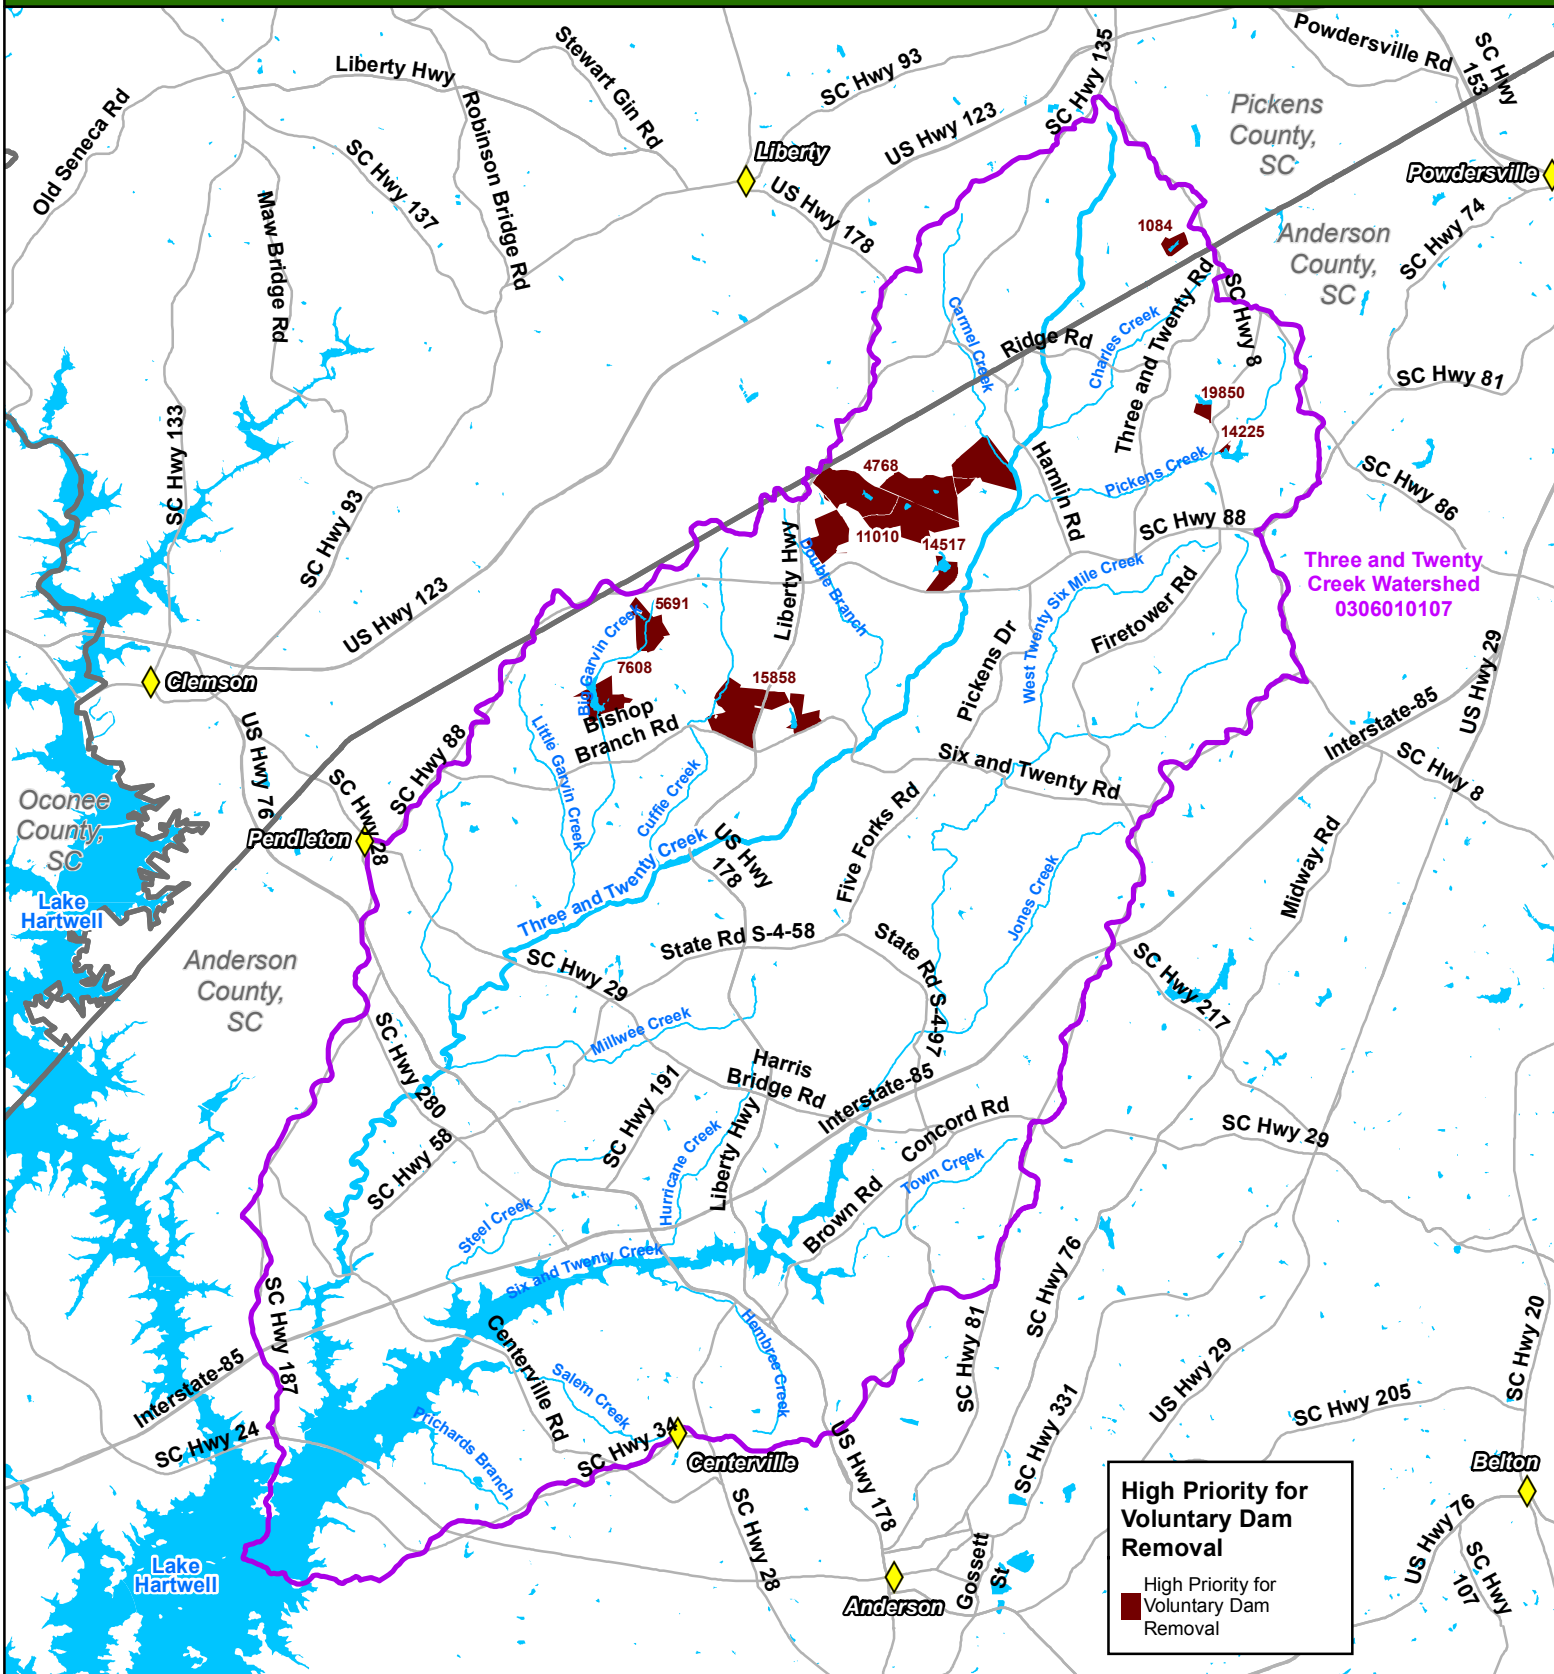 Powdersville Rd
SC Hwy
153
Stewart Gin Rd
Liberty Hwy
SC Hwy 93
SC Hwy 135
Old Seneca Rd
Robinson Bridge Rd
US Hwy 123
Pickens
County,
SC
SC Hwy 137
Liberty
Powdersville
Maw Bridge Rd
US Hwy 178
1084
Anderson
County,
SC
SC Hwy 74
Carmel Creek
Charles Creek
Three and Twenty Rd
SC Hwy 8
Ridge Rd
SC Hwy 81
19850
SC Hwy 133
14225
4768
Hamlin Rd
Pickens Creek
SC Hwy 86
SC Hwy 93
SC Hwy 88
11010
14517
Liberty Hwy
Double Branch
West Twenty Six Mile Creek
Three and Twenty
Creek Watershed
0306010107
US Hwy 123
5691
Big Garvin Creek
Firetower Rd
7608
15858
Clemson
Bishop
Branch Rd
Pickens Dr
US Hwy 29
US Hwy 76
Little Garvin Creek
Interstate-85
SC Hwy 88
SC Hwy 28
Cuffie Creek
Six and Twenty Rd
SC Hwy 8
Oconee
County,
SC
Pendleton
Three and Twenty Creek
US Hwy
178
Five Forks Rd
Midway Rd
Lake
Hartwell
Jones Creek
State Rd S-4-58
State Rd S-4-97
Anderson
County,
SC
SC Hwy 29
SC Hwy 217
Millwee Creek
SC Hwy 280
Harris
Bridge Rd
SC Hwy 191
Interstate-85
SC Hwy 58
Hurricane Creek
Liberty Hwy
Concord Rd
SC Hwy 29
Town Creek
Steel Creek
Brown Rd
Six and Twenty Creek
SC Hwy 76
SC Hwy 187
Centerville Rd
Hembree Creek
SC Hwy 81
SC Hwy 20
Interstate-85
Salem Creek
US Hwy 29
SC Hwy 331
SC Hwy 205
Prichards Branch
SC Hwy 24
SC Hwy 34
Centerville
US Hwy 178
Belton
SC Hwy 28
High Priority for
Voluntary Dam
Removal
US Hwy 76
SC Hwy
107
Lake
Hartwell
Gossett
St
Anderson
High Priority for
Voluntary Dam
Removal